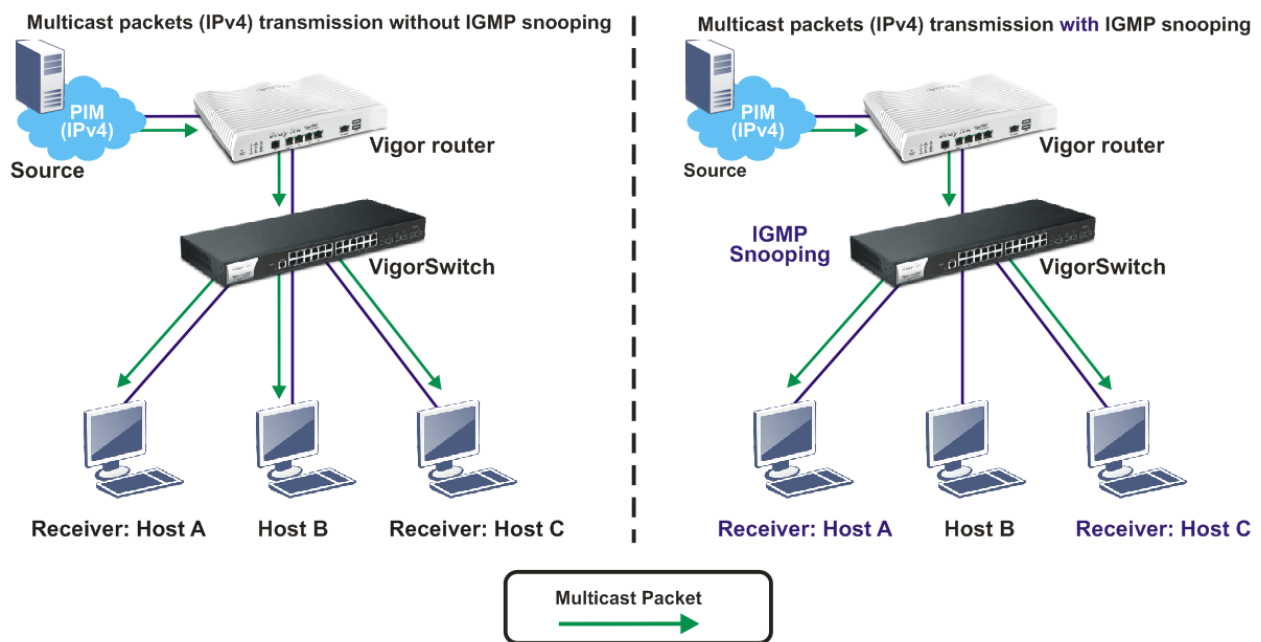 Multicast packets (IPv4) transmission without IGMP snooping
PIM
(IPv4)
Source
Vigor router
VigorSwitch
Receiver: Host A
Host B
Receiver: Host C
Multicast packets (IPv4) transmission with IGMP snooping
PIM
(IPv4)
Source
Vigor router
IGMP
Snooping
VigorSwitch
Receiver: Host A
Host B
Receiver: Host C
Multicast Packet